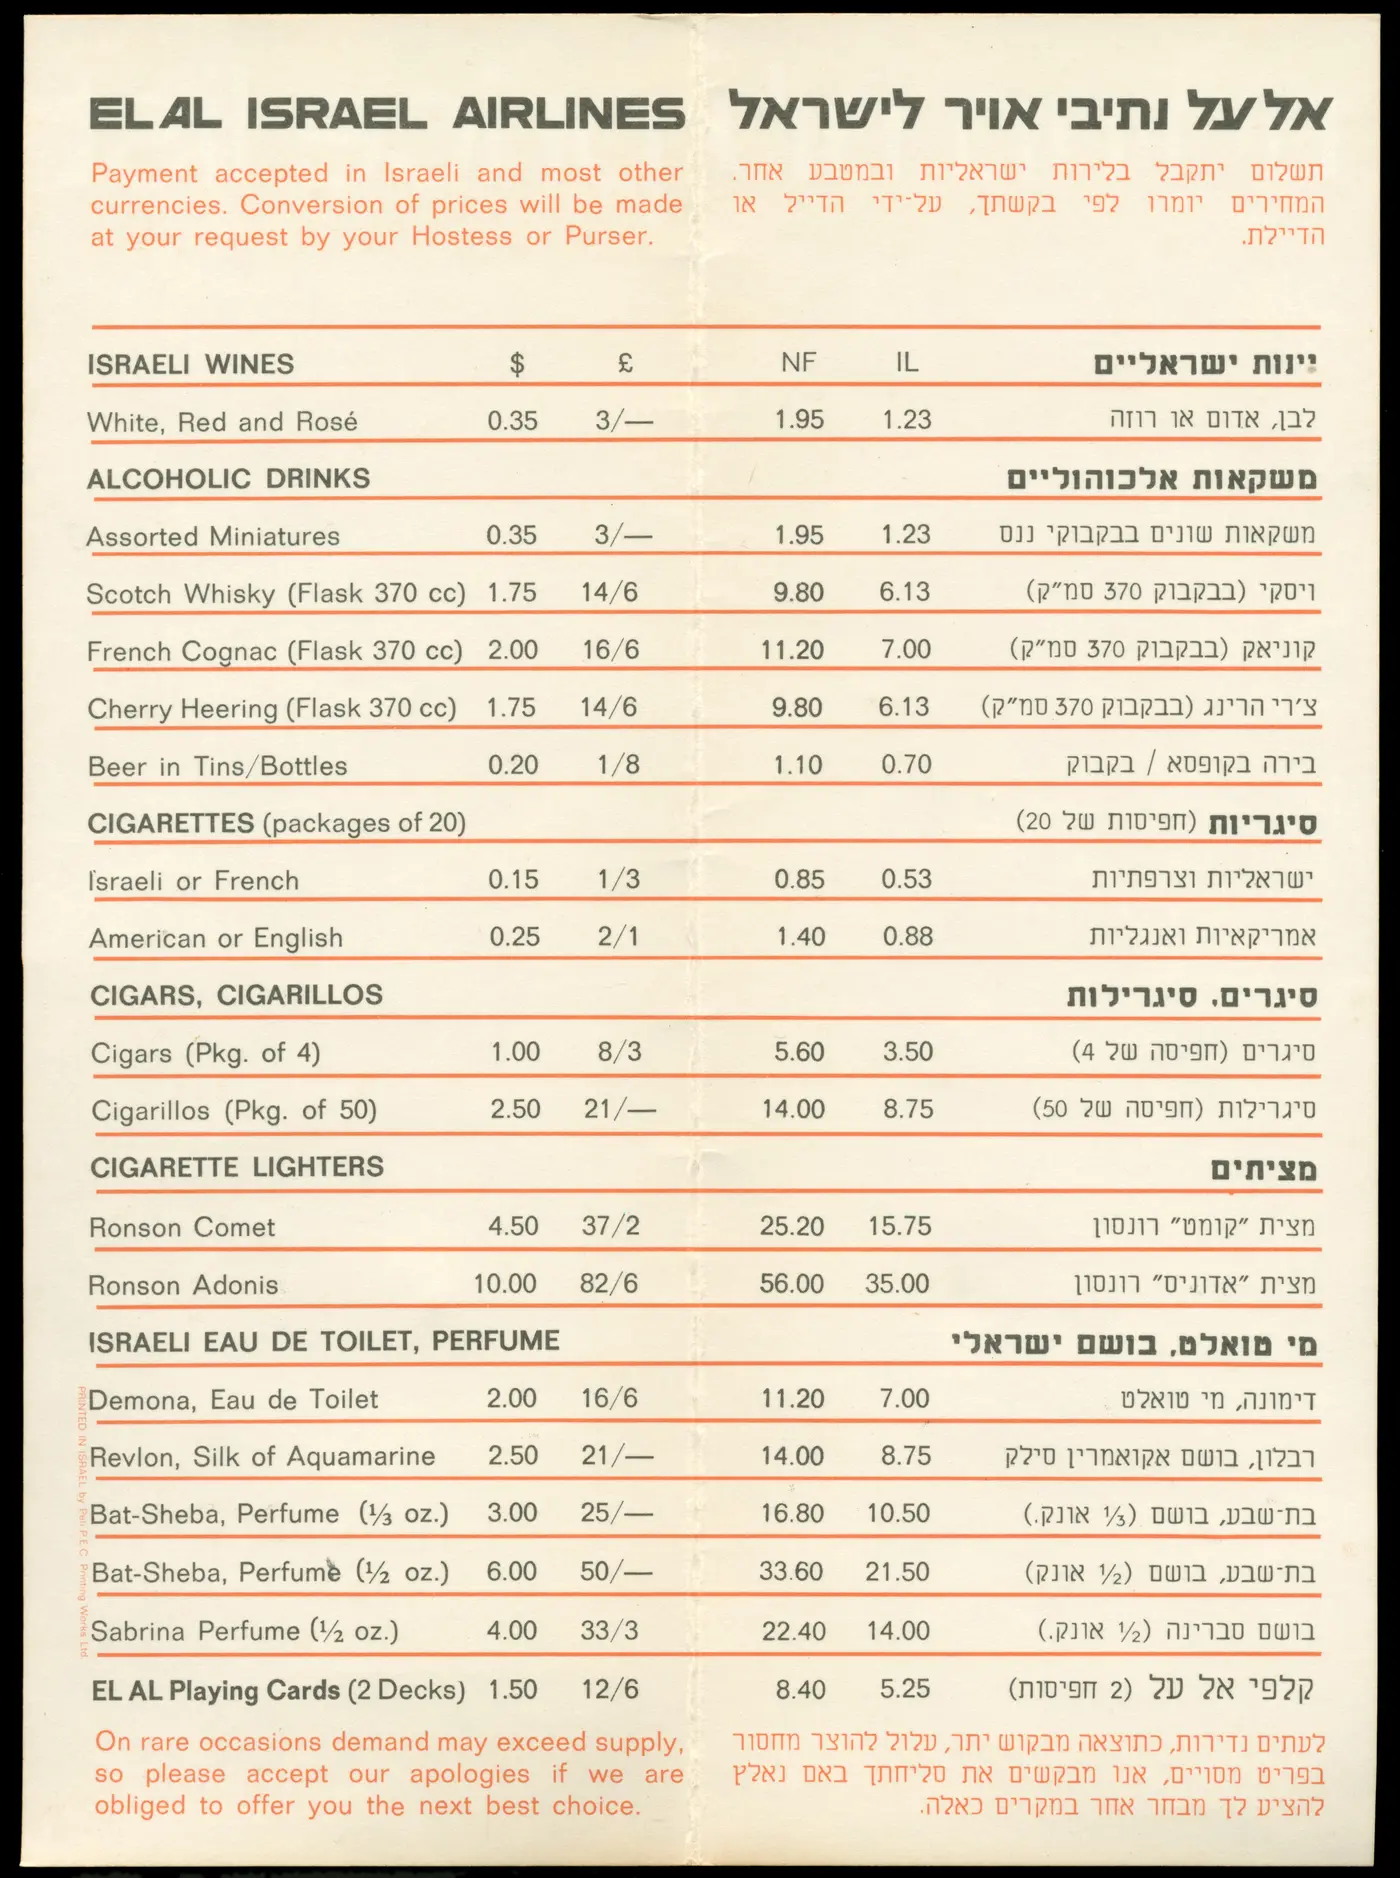 EL AL ISRAEL AIRLINES
אל על נתיבי אויר לישראל
Payment accepted in Israeli and most other
currencies. Conversion of prices will be made
at your request by your Hostess or Purser.
תשלום יתקבל בלירות ישראליות ובמטבע אחר.
המחירים יומרו לפי בקשתך, על־ידי הדייל או
הדיילת.
ISRAELI WINES $ £ NF IL יינות ישראליים
White, Red and Rosé 0.35 3/— 1.95 1.23 לבן, אדום או רוזה
ALCOHOLIC DRINKS משקאות אלכוהוליים
Assorted Miniatures 0.35 3/— 1.95 1.23 משקאות שונים בבקבוקי ננס
Scotch Whisky (Flask 370 cc) 1.75 14/6 9.80 6.13 ויסקי (בבקבוק 370 סמ״ק)
French Cognac (Flask 370 cc) 2.00 16/6 11.20 7.00 קוניאק (בבקבוק 370 סמ״ק)
Cherry Heering (Flask 370 cc) 1.75 14/6 9.80 6.13 צ׳רי הרינג (בבקבוק 370 סמ״ק)
Beer in Tins/Bottles 0.20 1/8 1.10 0.70 בירה בקופסא / בקבוק
CIGARETTES (packages of 20) סיגריות (חפיסות של 20)
Israeli or French 0.15 1/3 0.85 0.53 ישראליות וצרפתיות
American or English 0.25 2/1 1.40 0.88 אמריקאיות ואנגליות
CIGARS, CIGARILLOS סיגרים, סיגרילות
Cigars (Pkg. of 4) 1.00 8/3 5.60 3.50 סיגרים (חפיסה של 4)
Cigarillos (Pkg. of 50) 2.50 21/— 14.00 8.75 סיגרילות (חפיסה של 50)
CIGARETTE LIGHTERS מציתים
Ronson Comet 4.50 37/2 25.20 15.75 מצית "קומט" רונסון
Ronson Adonis 10.00 82/6 56.00 35.00 מצית "אדוניס" רונסון
ISRAELI EAU DE TOILET, PERFUME מי טואלט, בושם ישראלי
Demona, Eau de Toilet 2.00 16/6 11.20 7.00 דימונה, מי טואלט
Revlon, Silk of Aquamarine 2.50 21/— 14.00 8.75 רבלון, בושם אקואמרין סילק
Bat-Sheba, Perfume (⅓ oz.) 3.00 25/— 16.80 10.50 בת־שבע, בושם (⅓ אונק.)
Bat-Sheba, Perfume (½ oz.) 6.00 50/— 33.60 21.50 בת־שבע, בושם (½ אונק)
Sabrina Perfume (½ oz.) 4.00 33/3 22.40 14.00 בושם סברינה (½ אונק.)
EL AL Playing Cards (2 Decks) 1.50 12/6 8.40 5.25 קלפי אל על (2 חפיסות)
On rare occasions demand may exceed supply,
so please accept our apologies if we are
obliged to offer you the next best choice.
לעתים נדירות, כתוצאה מבקוש יתר, עלול להוצר מחסור
בפריט מסויים, אנו מבקשים את סליחתך באם נאלץ
להציע לך מבחר אחר במקרים כאלה.
PRINTED IN ISRAEL by Peli P.E.C. Printing Works Ltd.